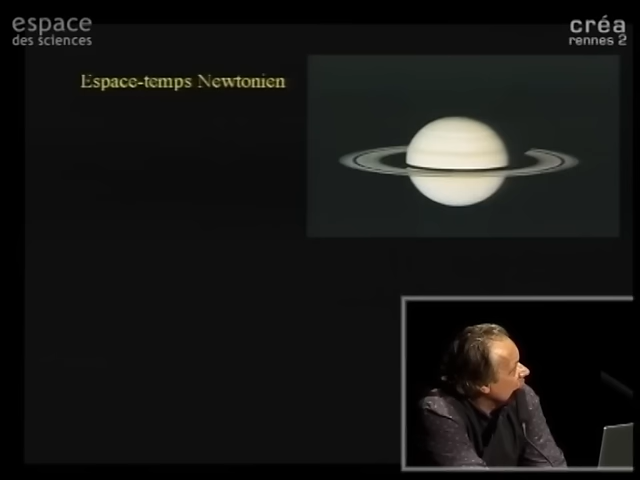 espace
des sciences
créa
rennes 2
Espace-temps Newtonien